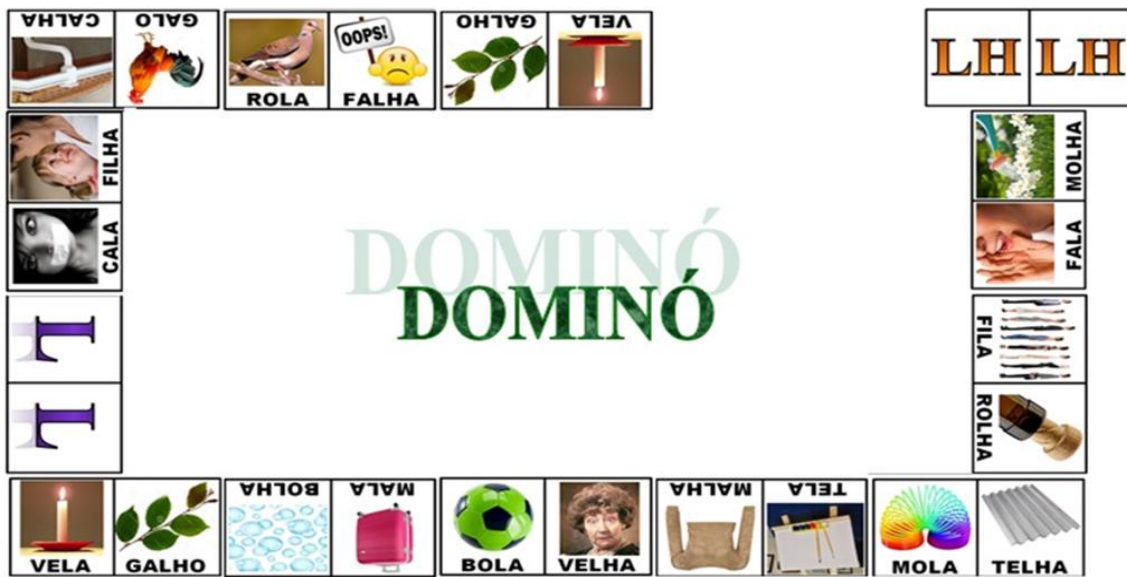 CALHA GALO
ROLA OOPS! FALHA
GALHO VELA
LH LH
FILHA
CALA
L
L
MOLHA
FALA
FILA
ROLHA
DOMINÓ
DOMINÓ
VELA GALHO
BOLHA MALA
BOLA VELHA
MALHA TELA
MOLA TELHA